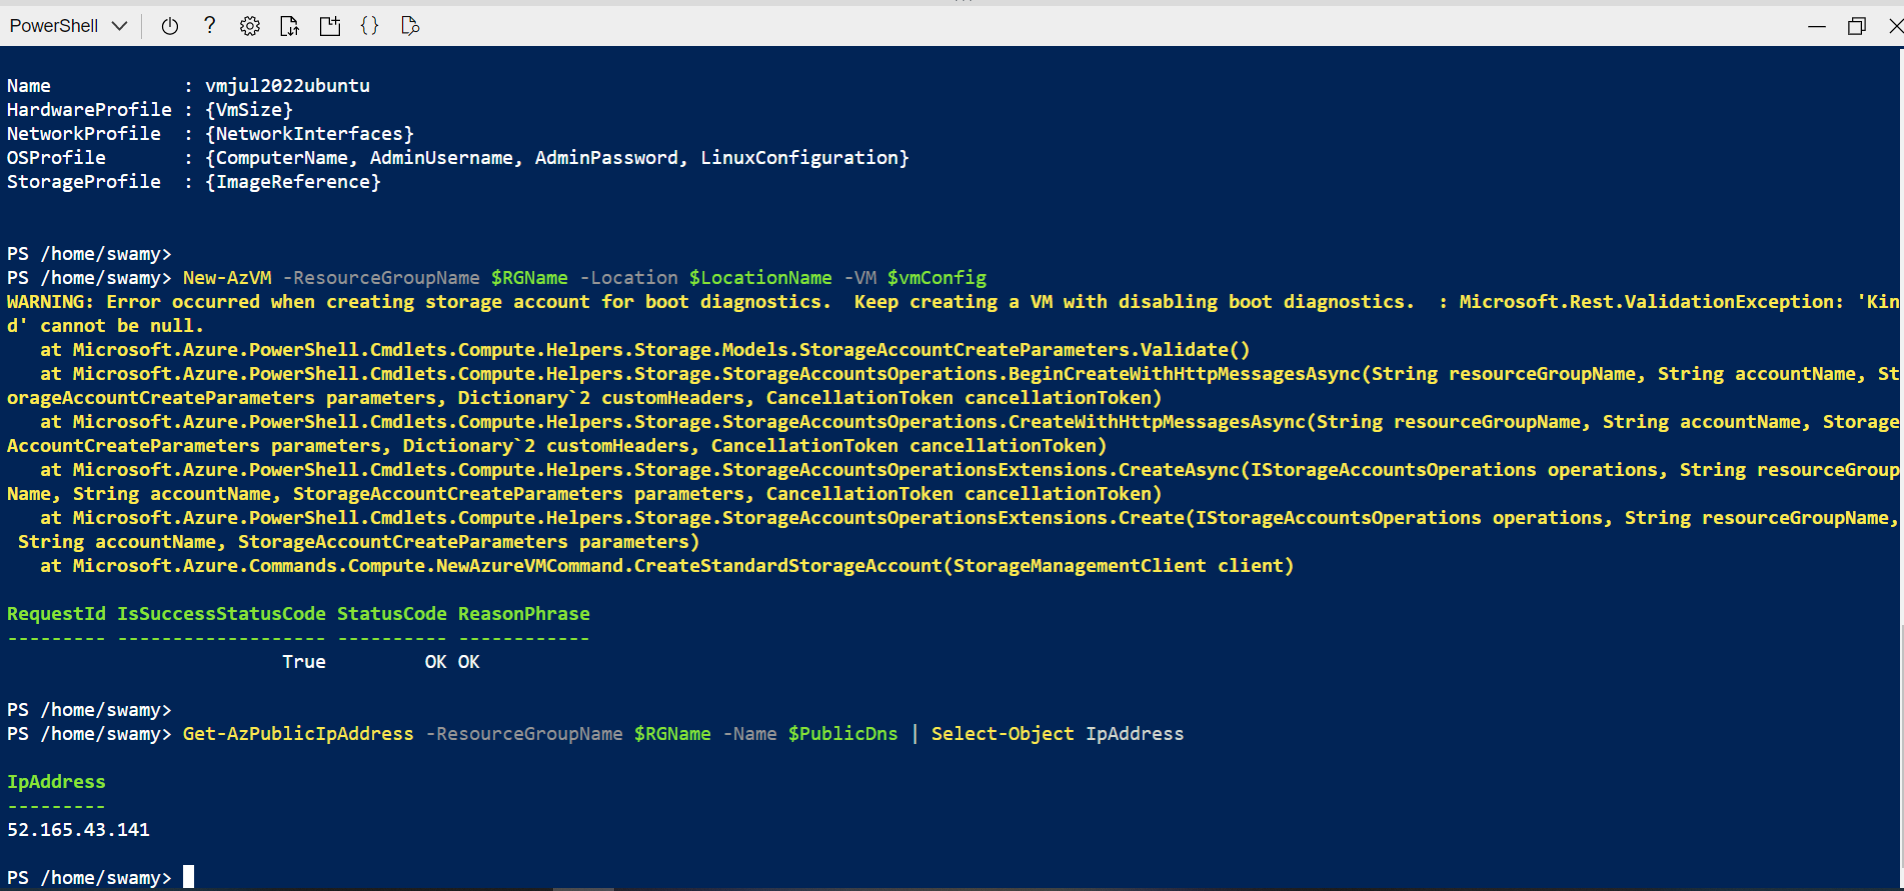 PowerShell
?
{}
Name            : vmjul2022ubuntu
HardwareProfile : {VmSize}
NetworkProfile  : {NetworkInterfaces}
OSProfile       : {ComputerName, AdminUsername, AdminPassword, LinuxConfiguration}
StorageProfile  : {ImageReference}
PS /home/swamy>
PS /home/swamy> New-AzVM -ResourceGroupName $RGName -Location $LocationName -VM $vmConfig
WARNING: Error occurred when creating storage account for boot diagnostics.  Keep creating a VM with disabling boot diagnostics.  : Microsoft.Rest.ValidationException: 'Kin
d' cannot be null.
   at Microsoft.Azure.PowerShell.Cmdlets.Compute.Helpers.Storage.Models.StorageAccountCreateParameters.Validate()
   at Microsoft.Azure.PowerShell.Cmdlets.Compute.Helpers.Storage.StorageAccountsOperations.BeginCreateWithHttpMessagesAsync(String resourceGroupName, String accountName, St
orageAccountCreateParameters parameters, Dictionary`2 customHeaders, CancellationToken cancellationToken)
   at Microsoft.Azure.PowerShell.Cmdlets.Compute.Helpers.Storage.StorageAccountsOperations.CreateWithHttpMessagesAsync(String resourceGroupName, String accountName, Storage
AccountCreateParameters parameters, Dictionary`2 customHeaders, CancellationToken cancellationToken)
   at Microsoft.Azure.PowerShell.Cmdlets.Compute.Helpers.Storage.StorageAccountsOperationsExtensions.CreateAsync(IStorageAccountsOperations operations, String resourceGroup
Name, String accountName, StorageAccountCreateParameters parameters, CancellationToken cancellationToken)
   at Microsoft.Azure.PowerShell.Cmdlets.Compute.Helpers.Storage.StorageAccountsOperationsExtensions.Create(IStorageAccountsOperations operations, String resourceGroupName,
 String accountName, StorageAccountCreateParameters parameters)
   at Microsoft.Azure.Commands.Compute.NewAzureVMCommand.CreateStandardStorageAccount(StorageManagementClient client)
RequestId IsSuccessStatusCode StatusCode ReasonPhrase
--------- ------------------- ---------- ------------
                         True         OK OK
PS /home/swamy>
PS /home/swamy> Get-AzPublicIpAddress -ResourceGroupName $RGName -Name $PublicDns | Select-Object IpAddress
IpAddress
---------
52.165.43.141
PS /home/swamy>